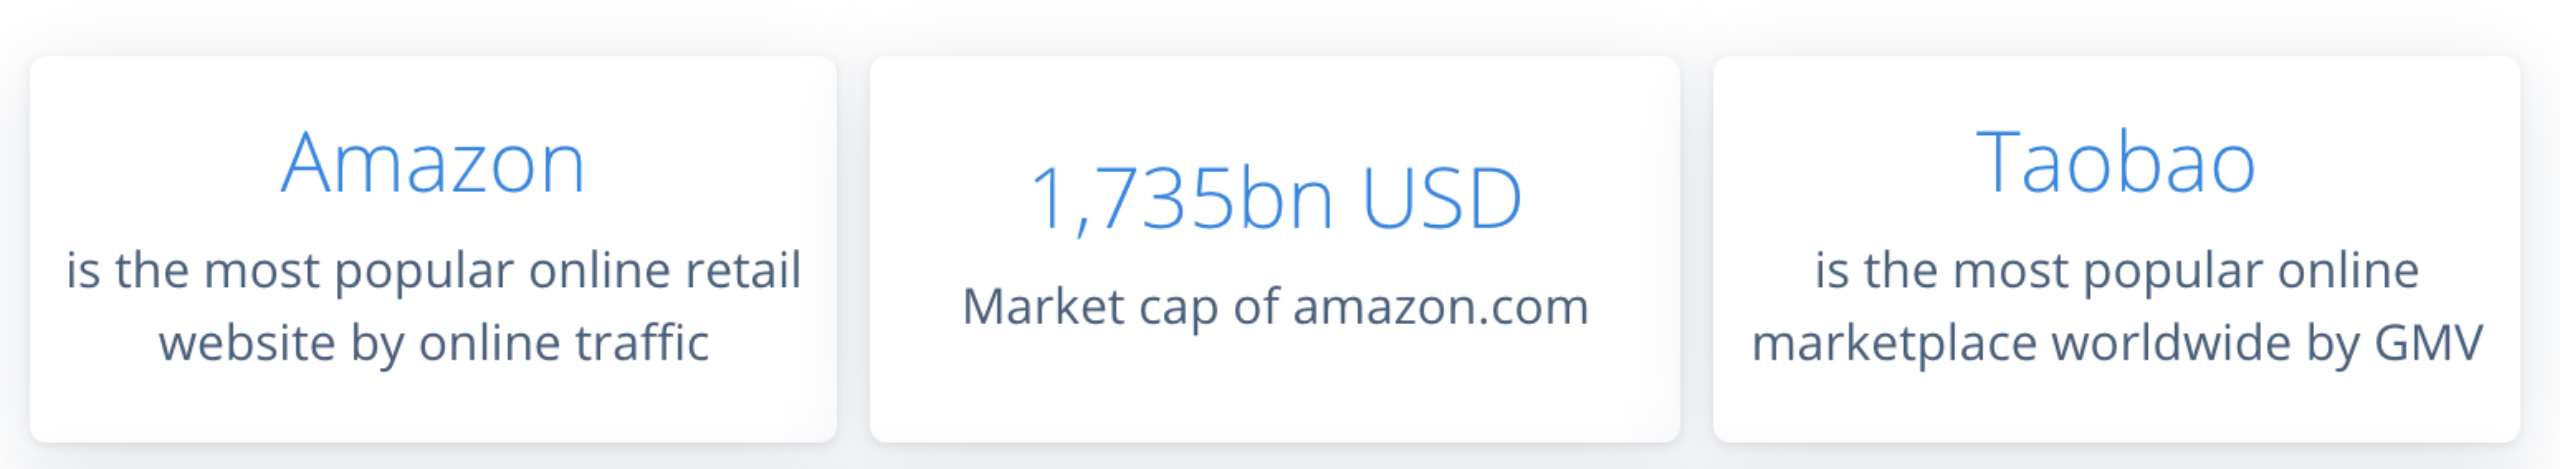 Amazon
is the most popular online retail
website by online traffic
1,735bn USD
Market cap of amazon.com
Taobao
is the most popular online
marketplace worldwide by GMV